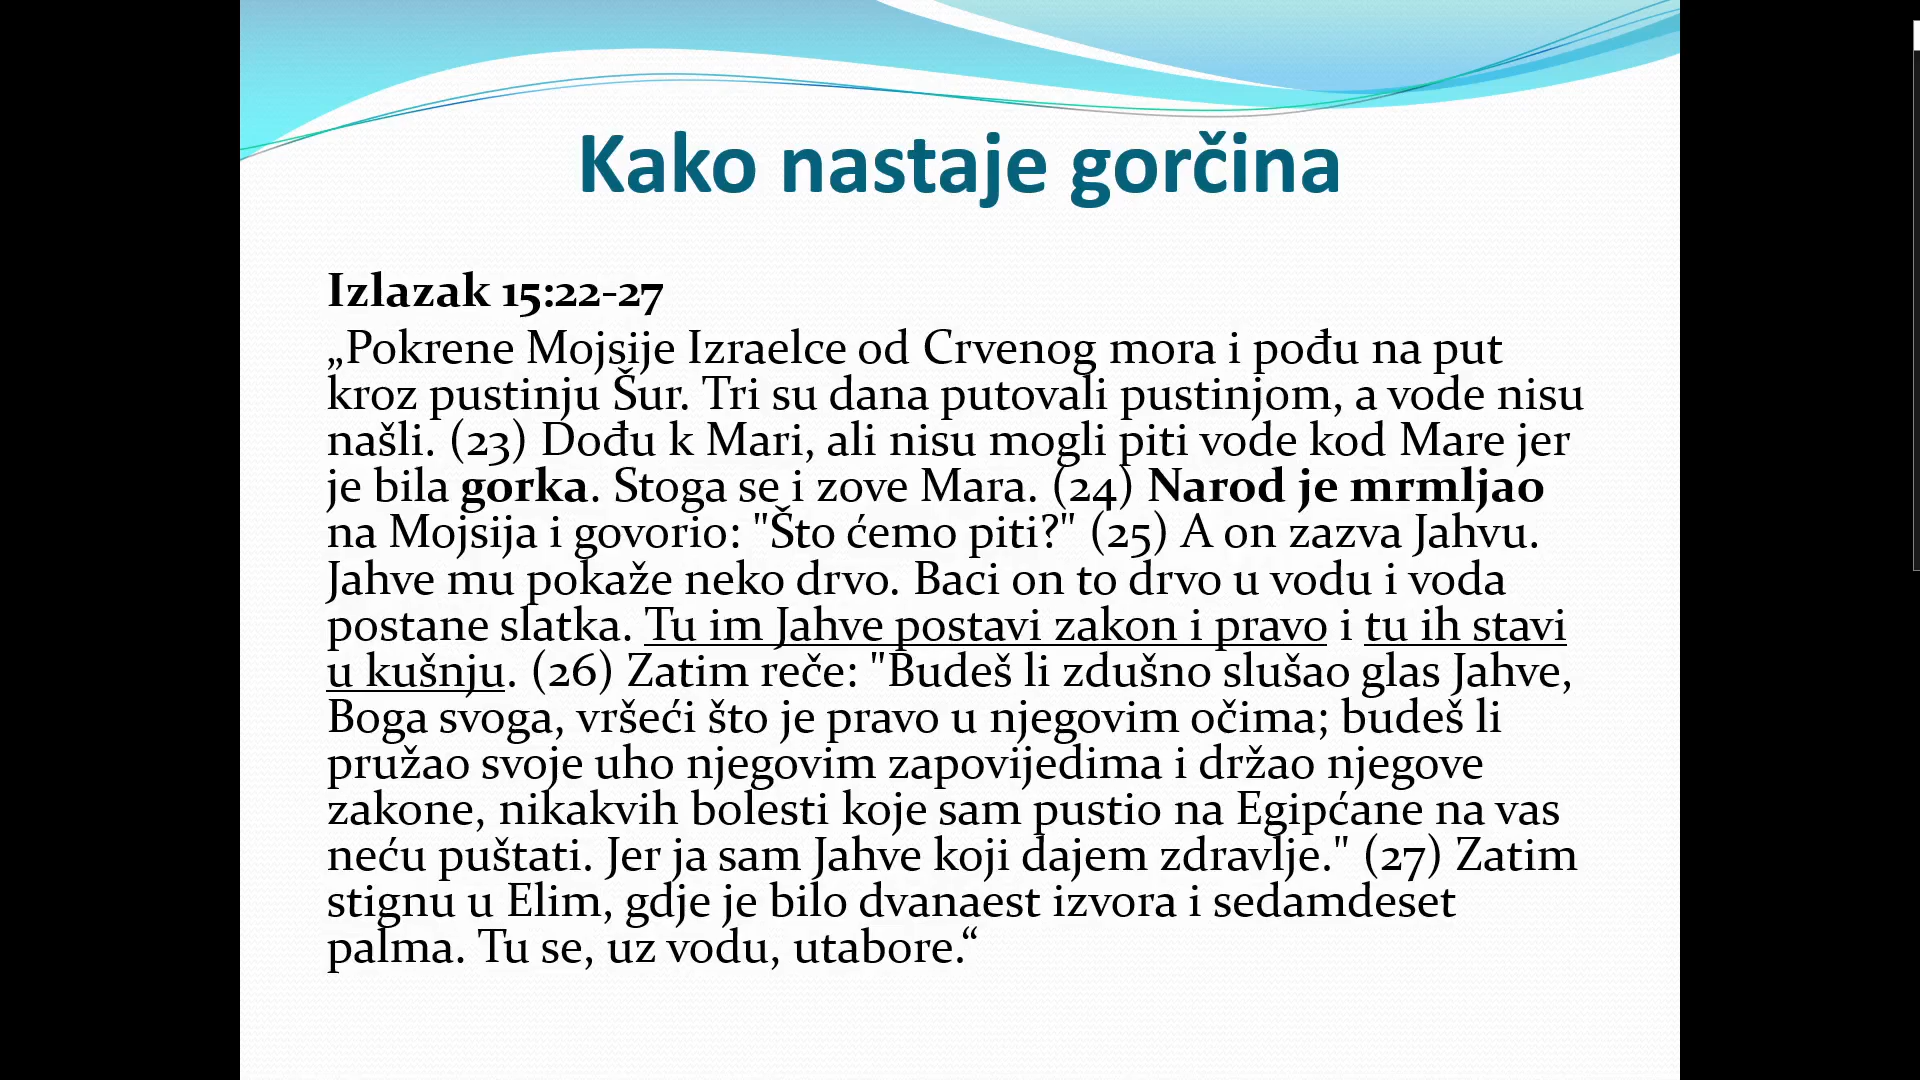 Kako nastaje gorčina
Izlazak 15:22-27
„Pokrene Mojsije Izraelce od Crvenog mora i pođu na put
kroz pustinju Šur. Tri su dana putovali pustinjom, a vode nisu
našli. (23) Dođu k Mari, ali nisu mogli piti vode kod Mare jer
je bila gorka. Stoga se i zove Mara. (24) Narod je mrmljao
na Mojsija i govorio: "Što ćemo piti?" (25) A on zazva Jahvu.
Jahve mu pokaže neko drvo. Baci on to drvo u vodu i voda
postane slatka. Tu im Jahve postavi zakon i pravo i tu ih stavi
u kušnju. (26) Zatim reče: "Budeš li zdušno slušao glas Jahve,
Boga svoga, vršeći što je pravo u njegovim očima; budeš li
pružao svoje uho njegovim zapovijedima i držao njegove
zakone, nikakvih bolesti koje sam pustio na Egipćane na vas
neću puštati. Jer ja sam Jahve koji dajem zdravlje." (27) Zatim
stignu u Elim, gdje je bilo dvanaest izvora i sedamdeset
palma. Tu se, uz vodu, utabore.“